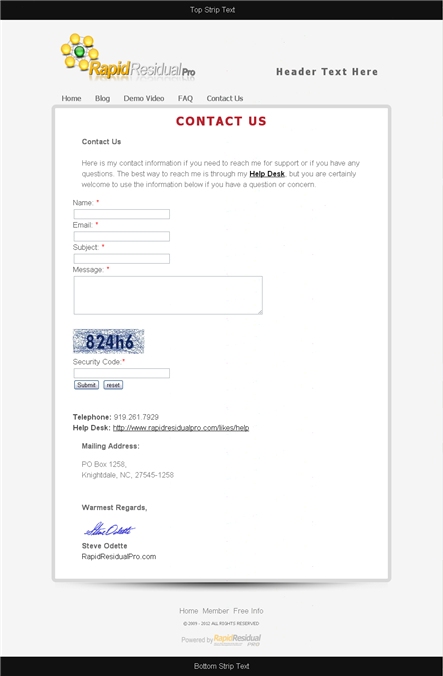 Top Strip Text
RapidResidualPro
Header Text Here
Home Blog Demo Video FAQ Contact Us
CONTACT US
Contact Us
Here is my contact information if you need to reach me for support or if you have any
questions. The best way to reach me is through my Help Desk, but you are certainly
welcome to use the information below if you have a question or concern.
Name: *
Email: *
Subject: *
Message: *
824h6
Security Code:*
Submit reset
Telephone: 919.261.7929
Help Desk: http://www.rapidresidualpro.com/likes/help
Mailing Address:
PO Box 1258,
Knightdale, NC, 27545-1258
Warmest Regards,
Steve Odette
Steve Odette
RapidResidualPro.com
Home Member Free Info
© 2009 - 2012 ALL RIGHTS RESERVED
Powered by RapidResidual
PRO
Bottom Strip Text